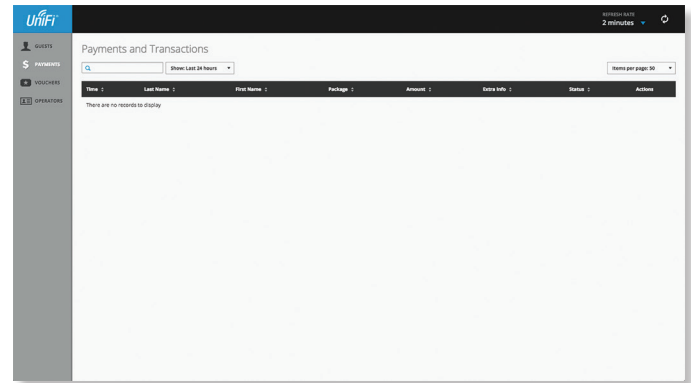 UniFi
REFRESH RATE
2 minutes
GUESTS
PAYMENTS
VOUCHERS
OPERATORS
Payments and Transactions
Show: Last 24 hours
Items per page: 50
Time Last Name First Name Package Amount Extra Info Status Actions
There are no records to display